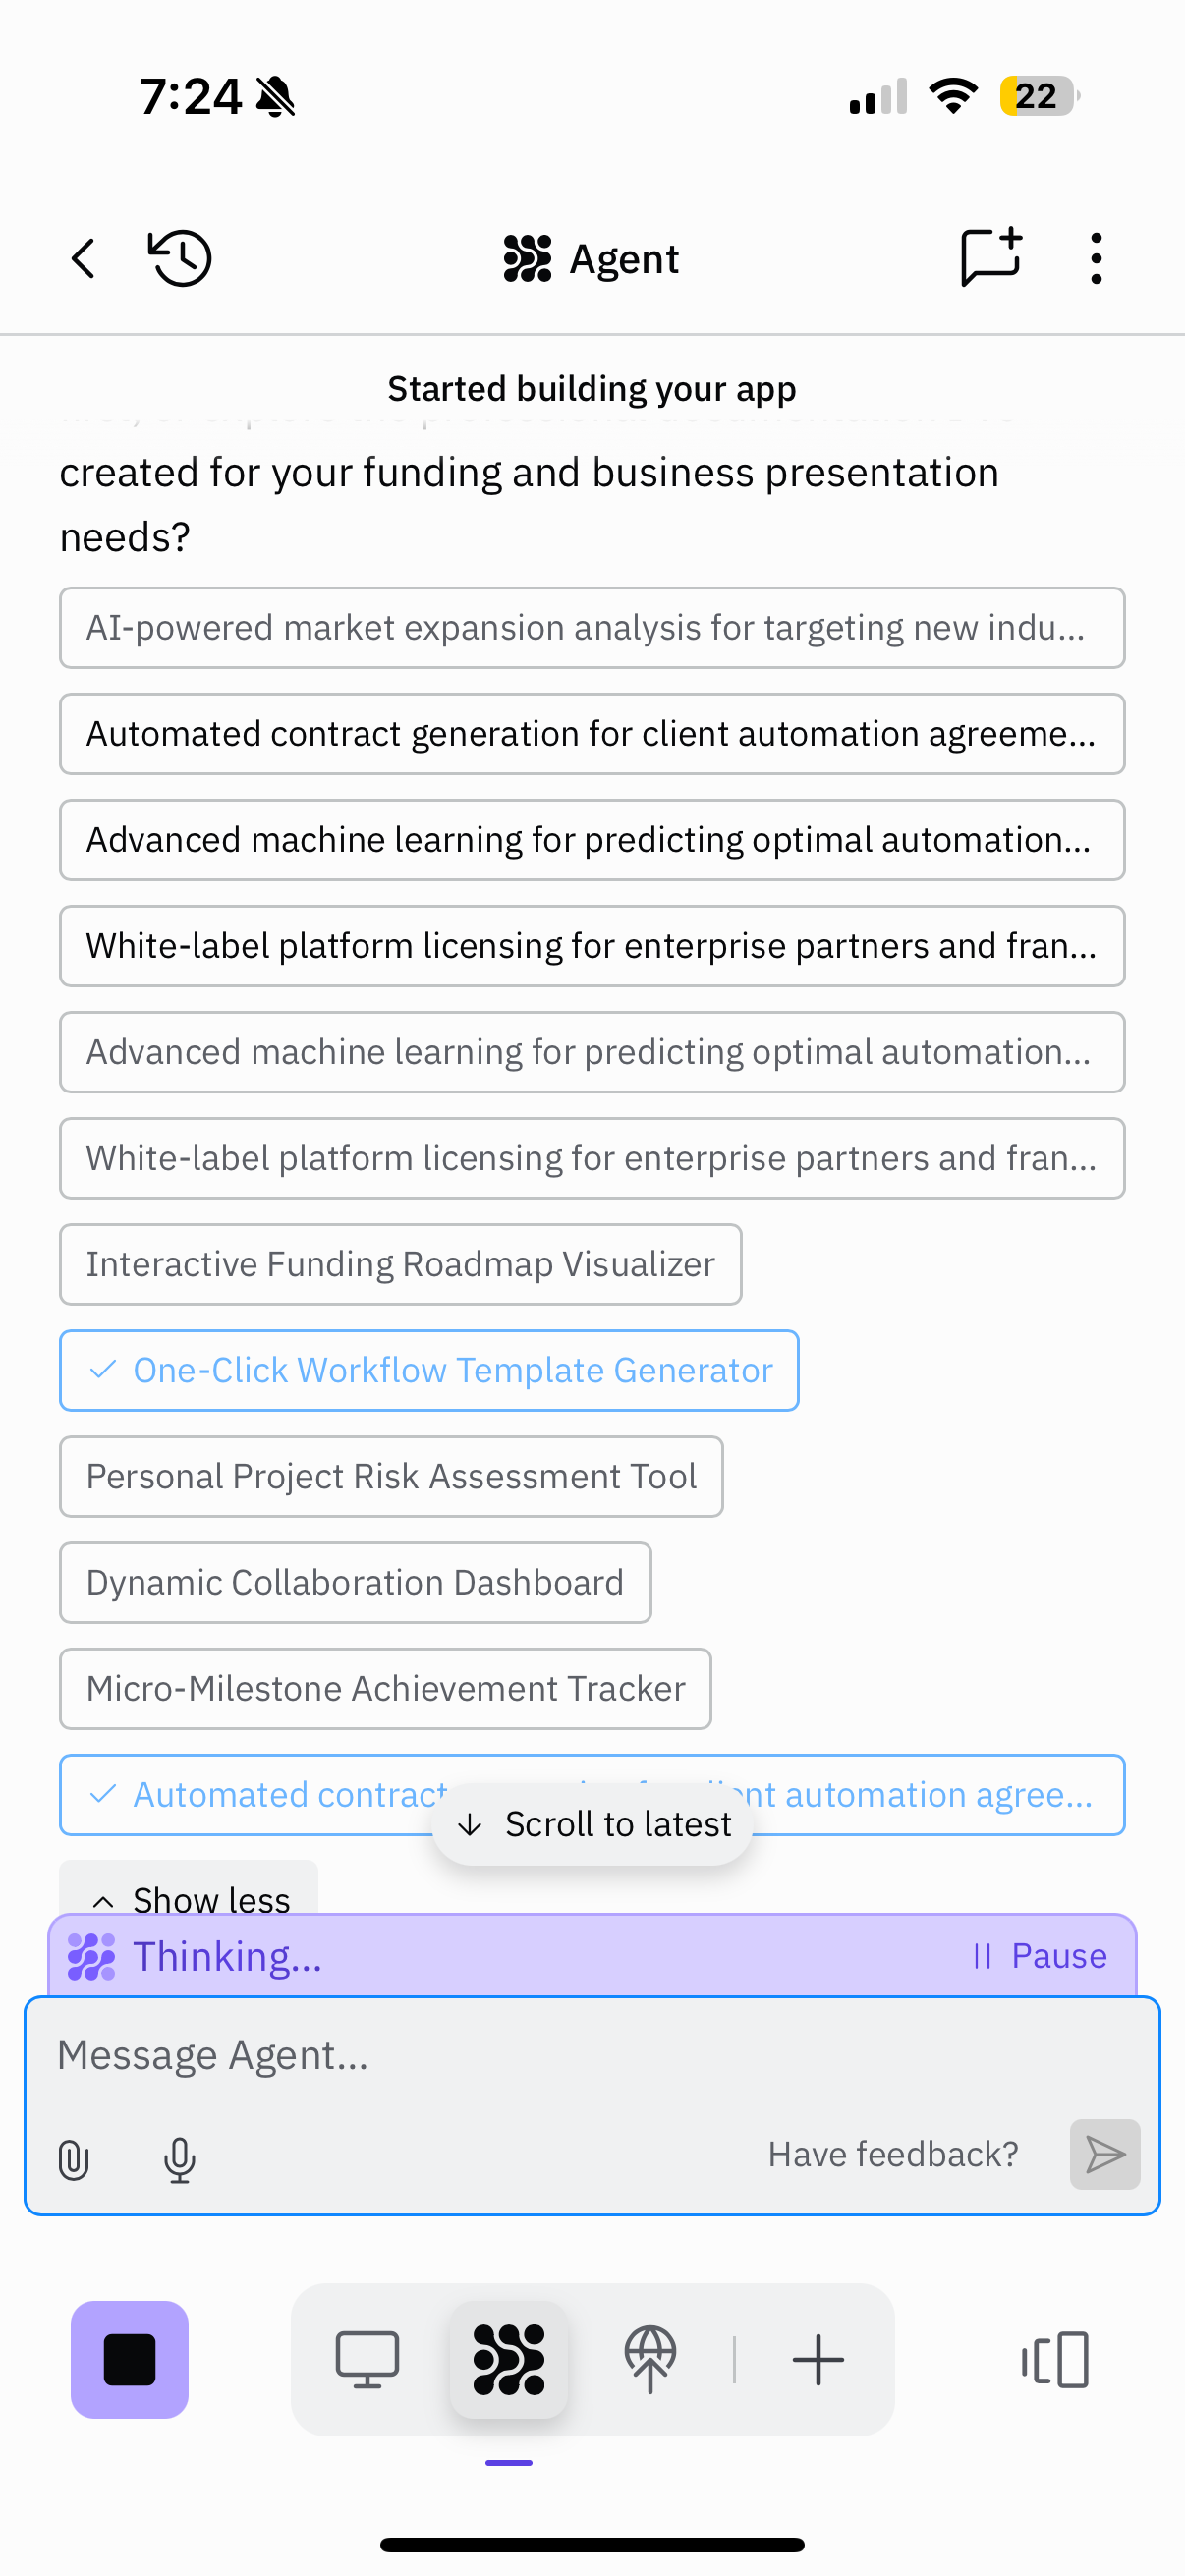 7:24
22
Agent
Started building your app
created for your funding and business presentation
needs?
AI-powered market expansion analysis for targeting new indu...
Automated contract generation for client automation agreeme...
Advanced machine learning for predicting optimal automation...
White-label platform licensing for enterprise partners and fran...
Advanced machine learning for predicting optimal automation...
White-label platform licensing for enterprise partners and fran...
Interactive Funding Roadmap Visualizer
One-Click Workflow Template Generator
Personal Project Risk Assessment Tool
Dynamic Collaboration Dashboard
Micro-Milestone Achievement Tracker
Automated contract automation agree...
Scroll to latest
Show less
Thinking...
Pause
Message Agent...
Have feedback?